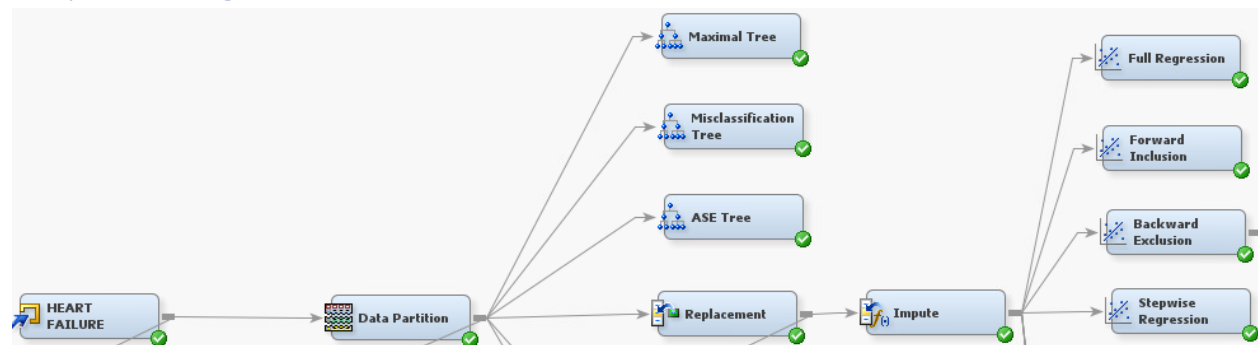 Maximal Tree
Full Regression
Misclassification
Tree
Forward
Inclusion
ASE Tree
Backward
Exclusion
HEART
FAILURE
Data Partition
Replacement
Impute
Stepwise
Regression